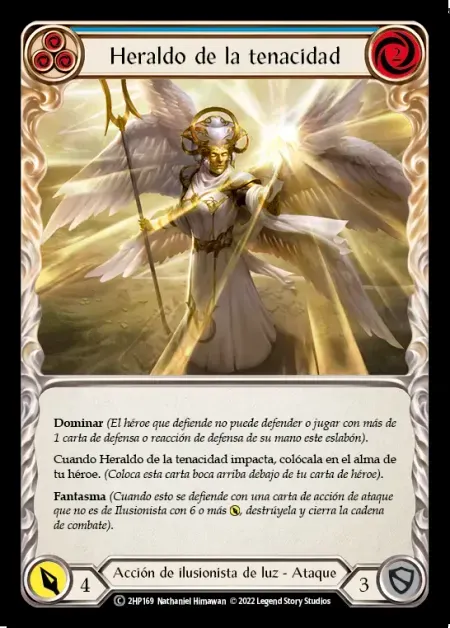 Heraldo de la tenacidad
2
Dominar (El héroe que defiende no puede defender o jugar con más de
1 carta de defensa o reacción de defensa de su mano este eslabón).
Cuando Heraldo de la tenacidad impacta, colócala en el alma de
tu héroe. (Coloca esta carta boca arriba debajo de tu carta de héroe).
Fantasma (Cuando esto se defiende con una carta de acción de ataque
que no es de Ilusionista con 6 o más , destrúyela y cierra la cadena
de combate).
4
Acción de ilusionista de luz - Ataque
3
C 2HP169 Nathaniel Himawan © 2022 Legend Story Studios